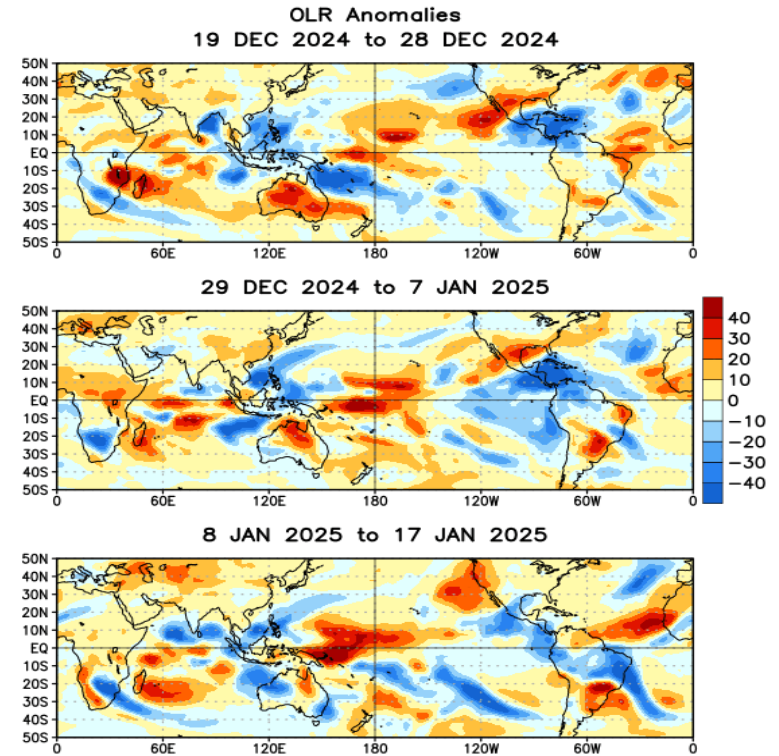 OLR Anomalies
19 DEC 2024 to 28 DEC 2024
50N
40N
30N
20N
10N
EQ
10S
20S
30S
40S
50S
0 60E 120E 180 120W 60W 0
29 DEC 2024 to 7 JAN 2025
50N
40N
30N
20N
10N
EQ
10S
20S
30S
40S
50S
0 60E 120E 180 120W 60W 0
40
30
20
10
0
−10
−20
−30
−40
8 JAN 2025 to 17 JAN 2025
50N
40N
30N
20N
10N
EQ
10S
20S
30S
40S
50S
0 60E 120E 180 120W 60W 0